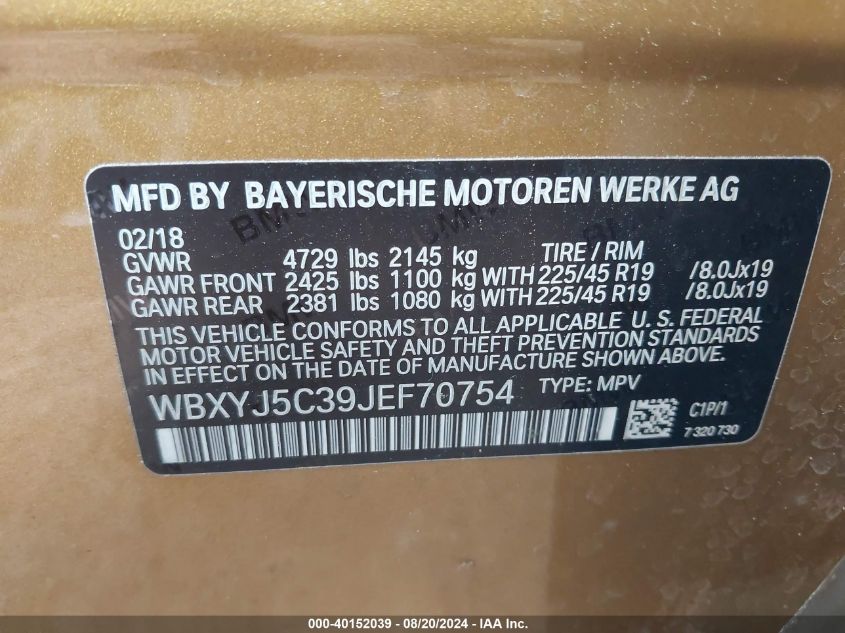 MFD BY BAYERISCHE MOTOREN WERKE AG
02/18
GVWR 4729 lbs 2145 kg TIRE / RIM
GAWR FRONT 2425 lbs 1100 kg WITH 225/45 R19 /8.0Jx19
GAWR REAR 2381 lbs 1080 kg WITH 225/45 R19 /8.0Jx19
THIS VEHICLE CONFORMS TO ALL APPLICABLE U.S. FEDERAL
MOTOR VEHICLE SAFETY AND THEFT PREVENTION STANDARDS
IN EFFECT ON THE DATE OF MANUFACTURE SHOWN ABOVE.
WBXYJ5C39JEF70754 TYPE: MPV
C1P/1
7 320 730
000-40152039 - 08/20/2024 - IAA Inc.